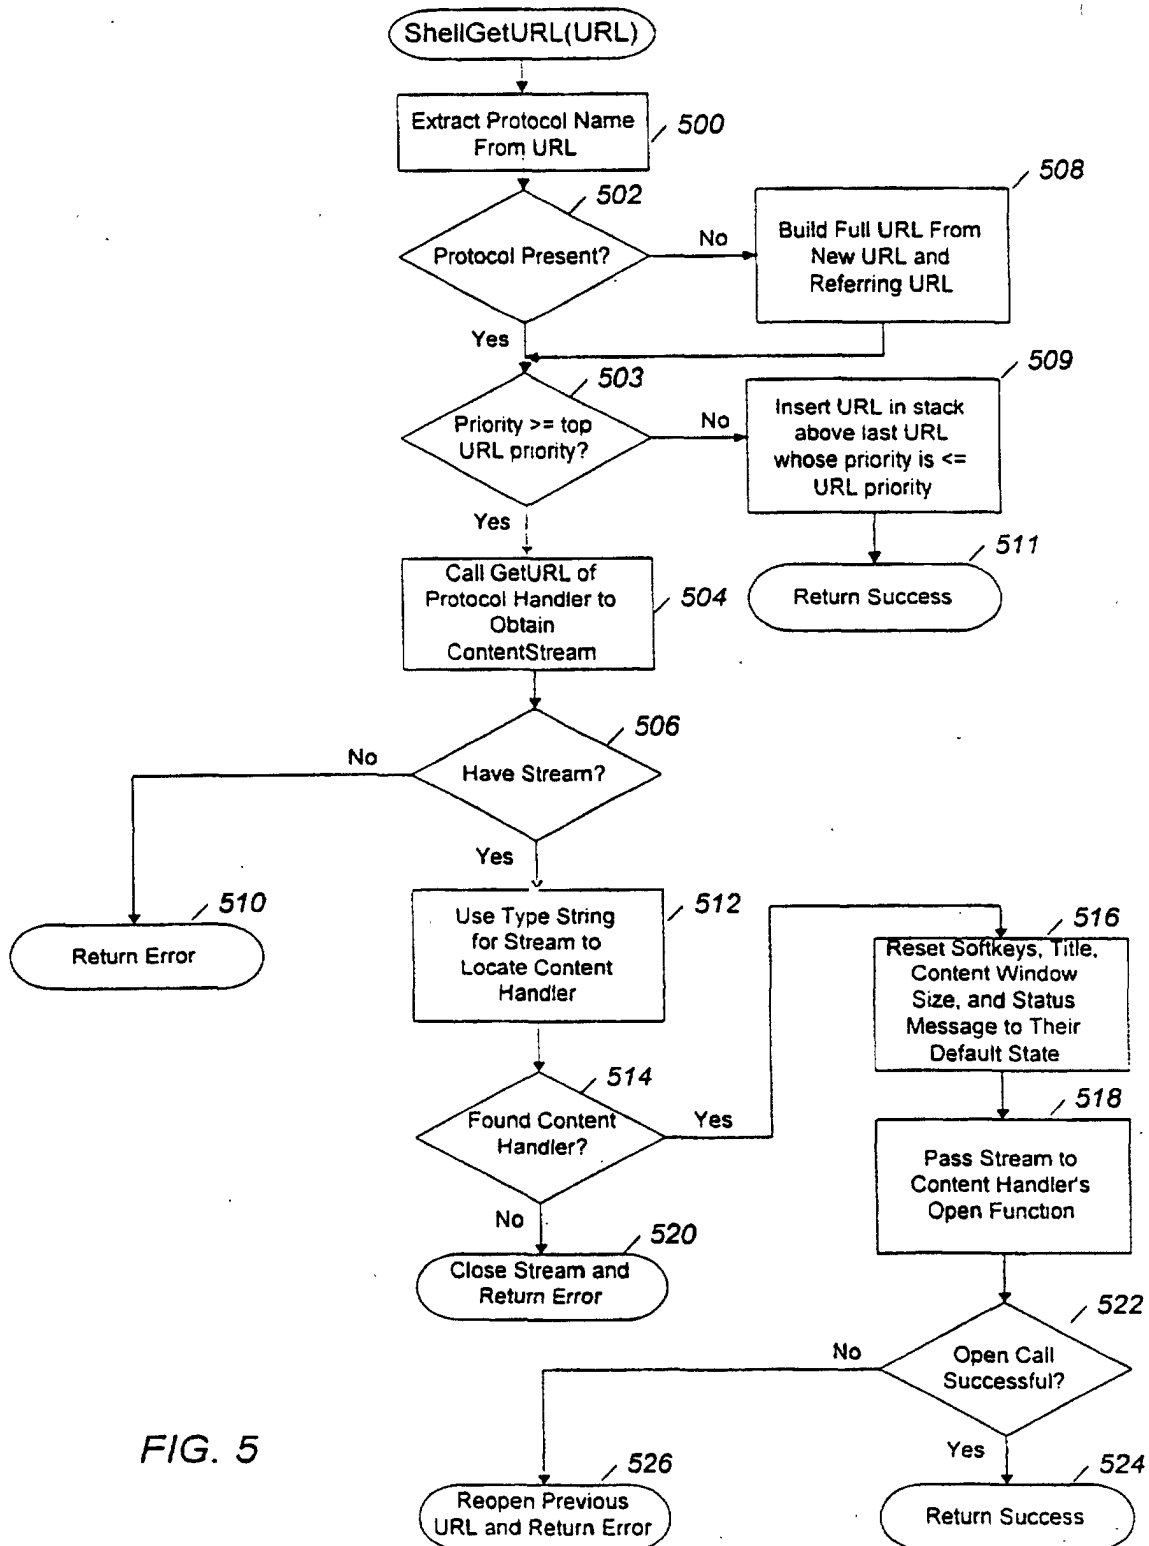 ShellGetURL(URL)
Extract Protocol Name
From URL
500
502
Protocol Present?
No
Yes
508
Build Full URL From
New URL and
Referring URL
503
Priority >= top
URL priority?
No
Yes
509
Insert URL in stack
above last URL
whose priority is <=
URL priority
511
Return Success
Call GetURL of
Protocol Handler to
Obtain
ContentStream
504
506
Have Stream?
No
Yes
510
Return Error
Use Type String
for Stream to
Locate Content
Handler
512
514
Found Content
Handler?
Yes
No
516
Reset Softkeys, Title,
Content Window
Size, and Status
Message to Their
Default State
518
Pass Stream to
Content Handler's
Open Function
520
Close Stream and
Return Error
522
Open Call
Successful?
No
Yes
526
Reopen Previous
URL and Return Error
524
Return Success
FIG. 5